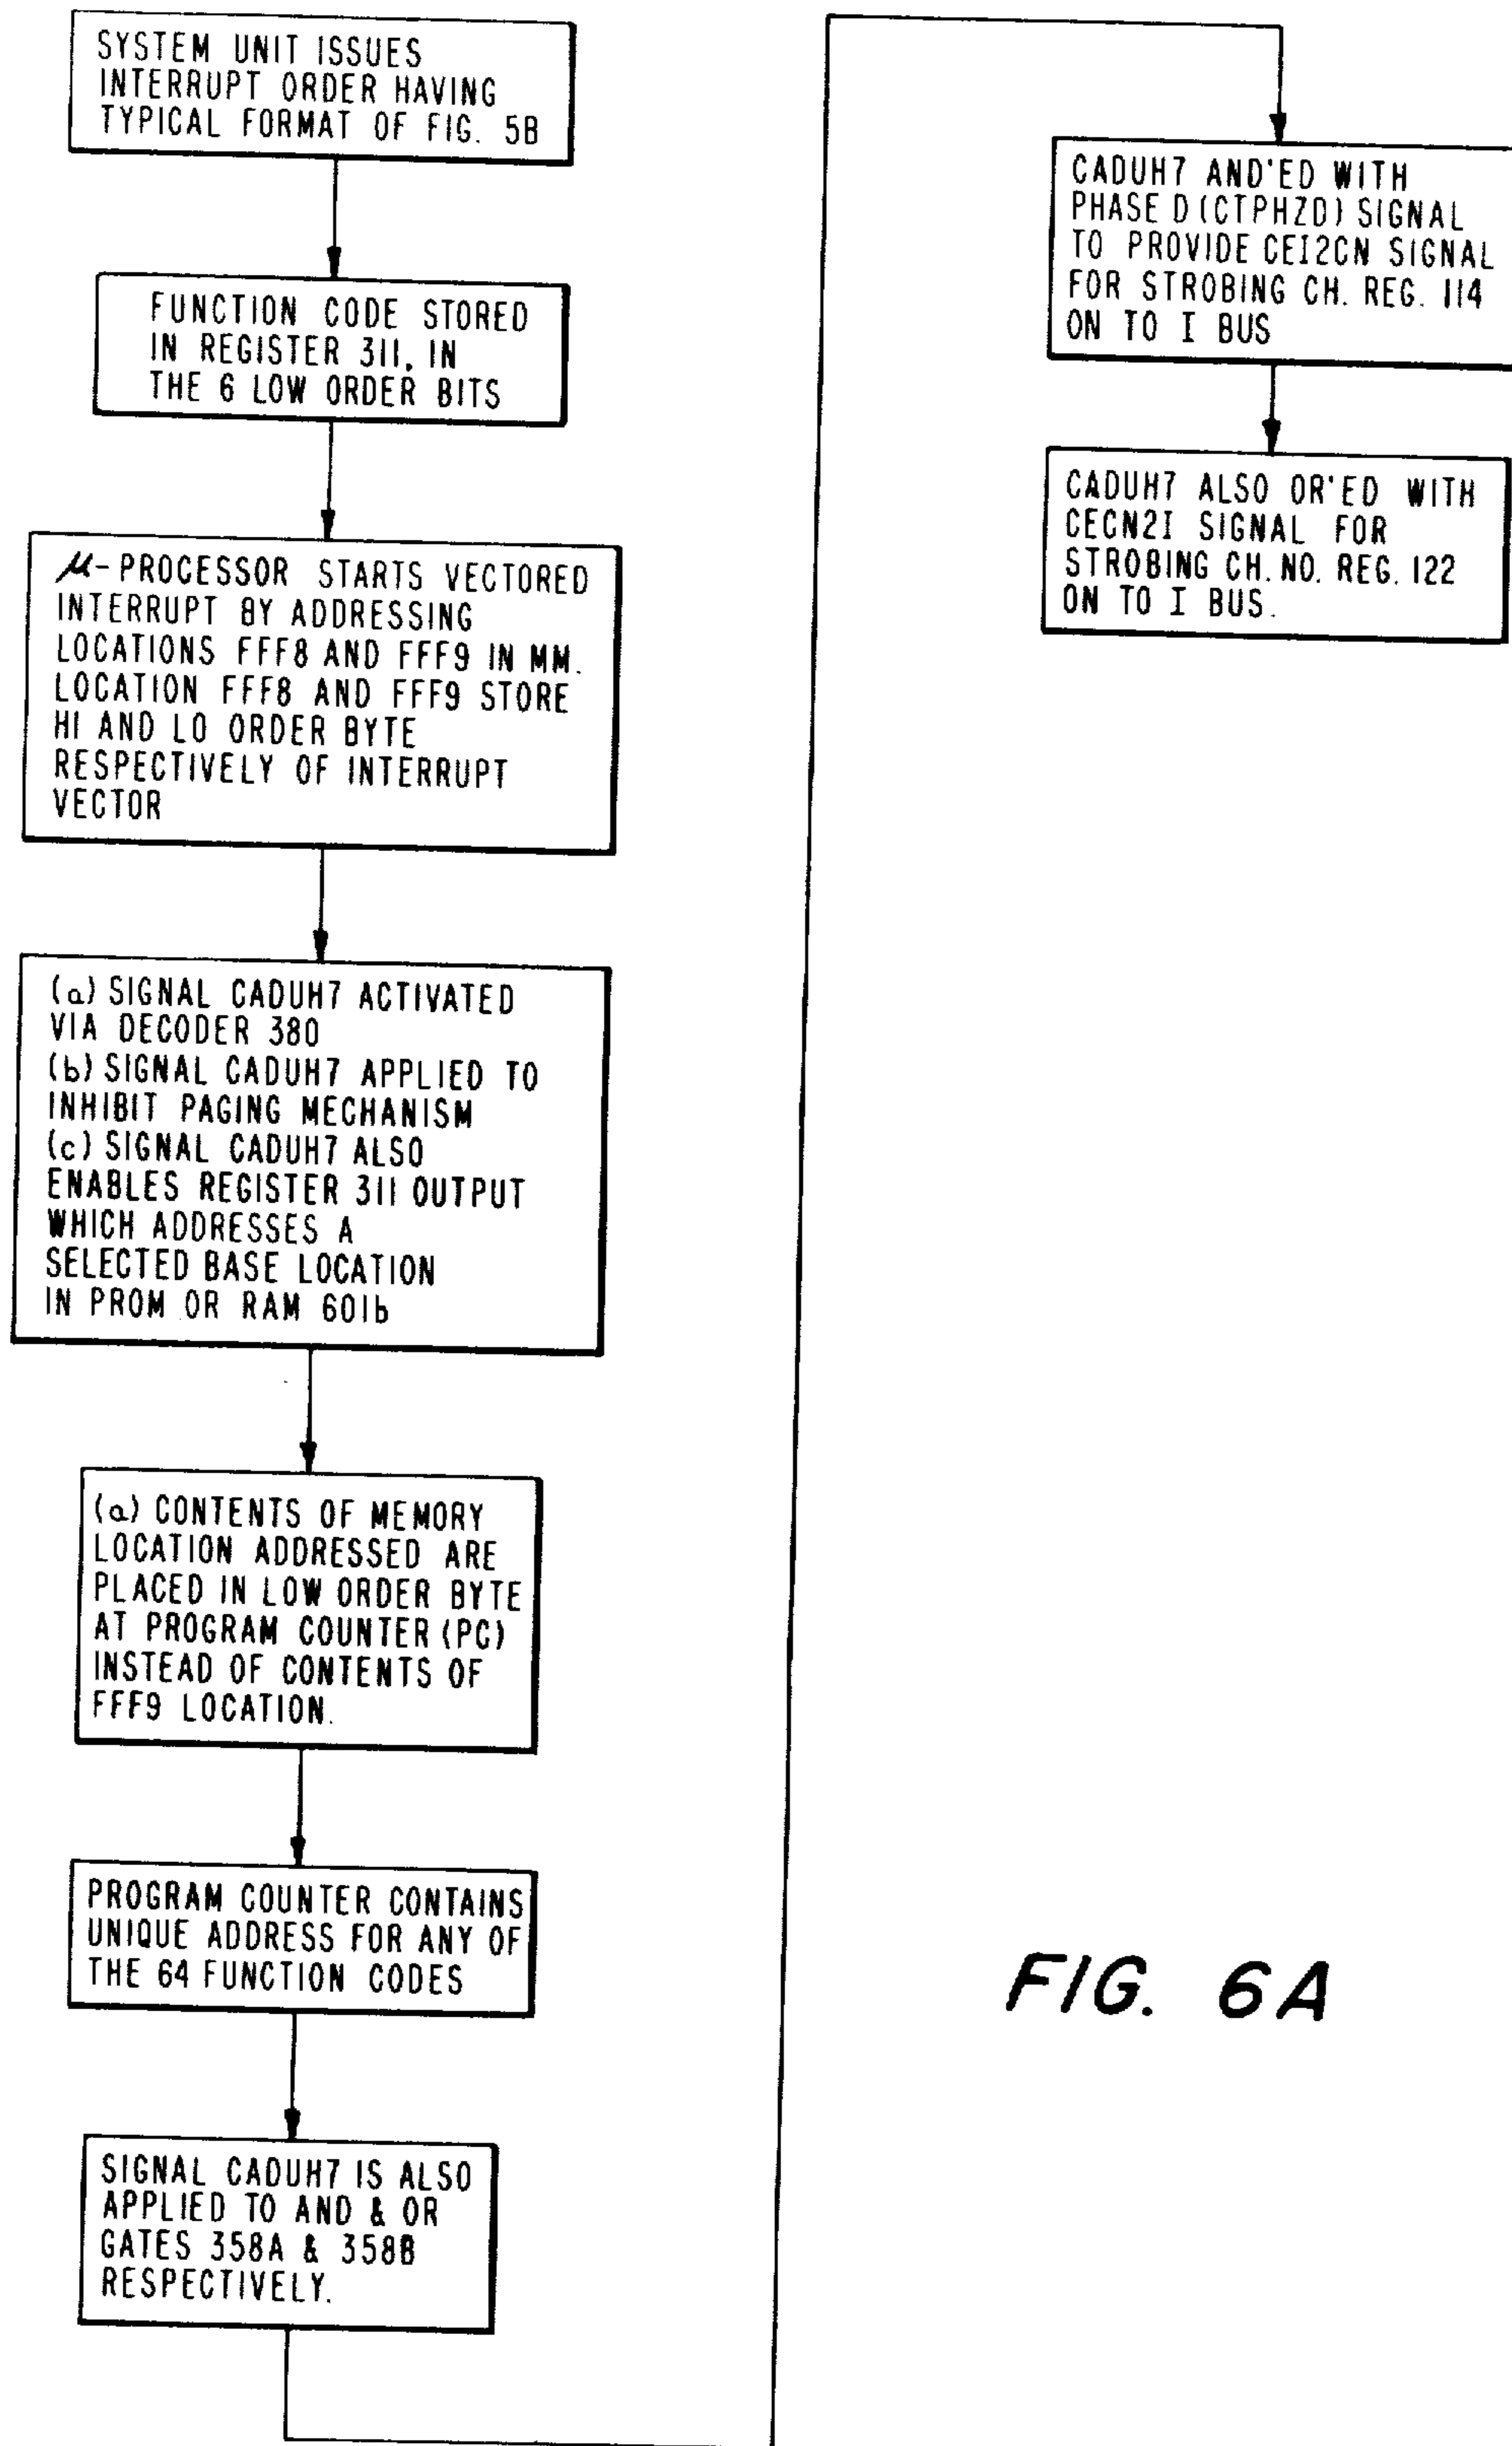 SYSTEM UNIT ISSUES
INTERRUPT ORDER HAVING
TYPICAL FORMAT OF FIG. 5B
FUNCTION CODE STORED
IN REGISTER 311, IN
THE 6 LOW ORDER BITS
μ-PROCESSOR STARTS VECTORED
INTERRUPT BY ADDRESSING
LOCATIONS FFF8 AND FFF9 IN MM.
LOCATION FFF8 AND FFF9 STORE
HI AND LO ORDER BYTE
RESPECTIVELY OF INTERRUPT
VECTOR
(a) SIGNAL CADUH7 ACTIVATED
VIA DECODER 380
(b) SIGNAL CADUH7 APPLIED TO
INHIBIT PAGING MECHANISM
(c) SIGNAL CADUH7 ALSO
ENABLES REGISTER 311 OUTPUT
WHICH ADDRESSES A
SELECTED BASE LOCATION
IN PROM OR RAM 601b
(a) CONTENTS OF MEMORY
LOCATION ADDRESSED ARE
PLACED IN LOW ORDER BYTE
AT PROGRAM COUNTER (PC)
INSTEAD OF CONTENTS OF
FFF9 LOCATION.
PROGRAM COUNTER CONTAINS
UNIQUE ADDRESS FOR ANY OF
THE 64 FUNCTION CODES
SIGNAL CADUH7 IS ALSO
APPLIED TO AND & OR
GATES 358A & 358B
RESPECTIVELY.
CADUH7 AND'ED WITH
PHASE D (CTPHZD) SIGNAL
TO PROVIDE CEI2CN SIGNAL
FOR STROBING CH. REG. 114
ON TO I BUS
CADUH7 ALSO OR'ED WITH
CECN2I SIGNAL FOR
STROBING CH. NO. REG. 122
ON TO I BUS.
FIG. 6A